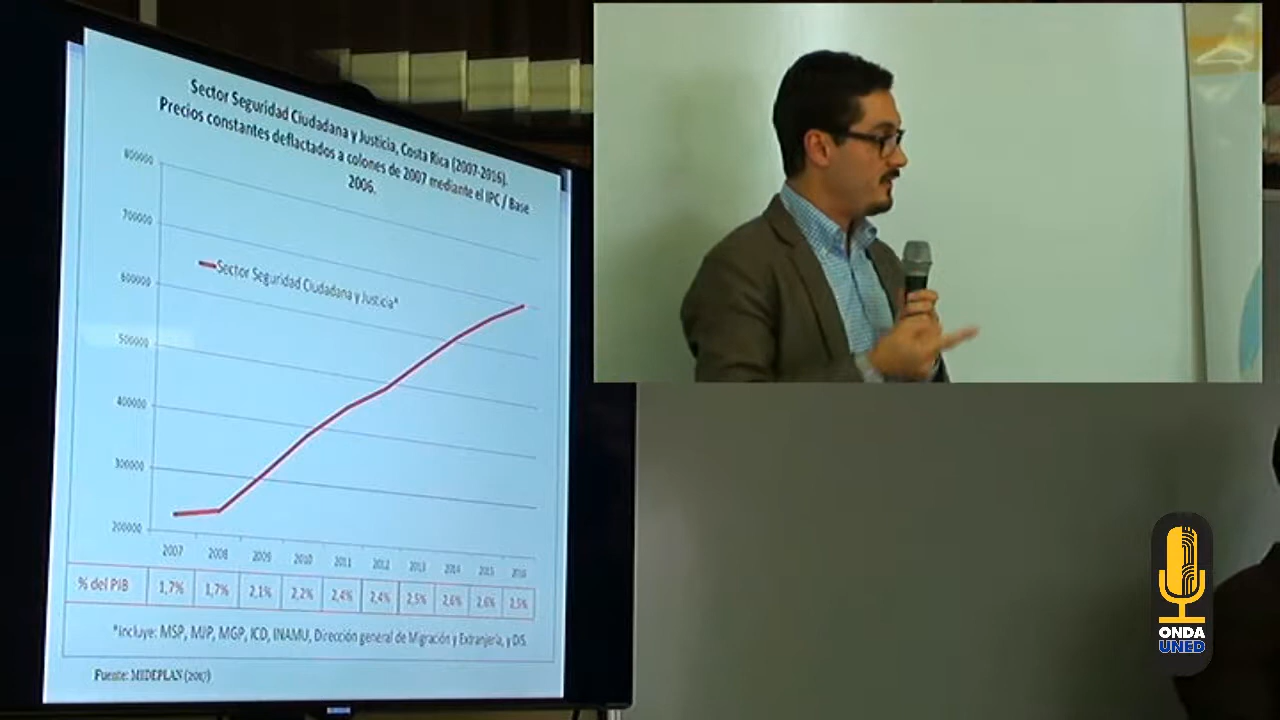 Sector Seguridad Ciudadana y Justicia, Costa Rica (2007-2016).
Precios constantes deflactados a colones de 2007 mediante el IPC / Base
2006.
800000
700000
600000
500000
400000
300000
200000
Sector Seguridad Ciudadana y Justicia*
2007 2008 2009 2010 2011 2012 2013 2014 2015 2016
% del PIB 1,7% 1,7% 2,1% 2,2% 2,4% 2,4% 2,5% 2,6% 2,6% 2,5%
*Incluye: MSP, MJP, MGP, ICD, INAMU, Dirección general de Migración y Extranjería, y DIS.
Fuente: MIDEPLAN (2017)
ONDA
UNED